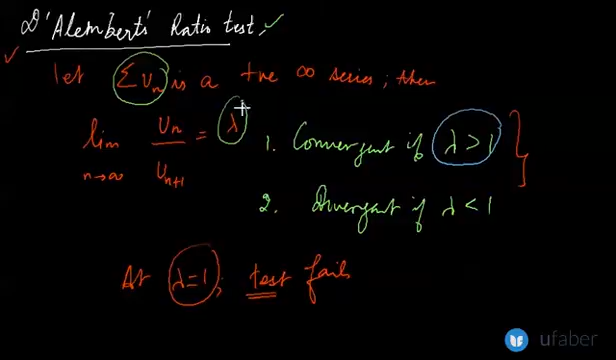 D'Alembert's Ratio test
let ΣUn is a +ve ∞ series; then
lim n→∞ Un / Un+1 = λ
1. Convergent if λ > 1
2. Divergent if λ < 1
At λ=1; test fails
ufaber